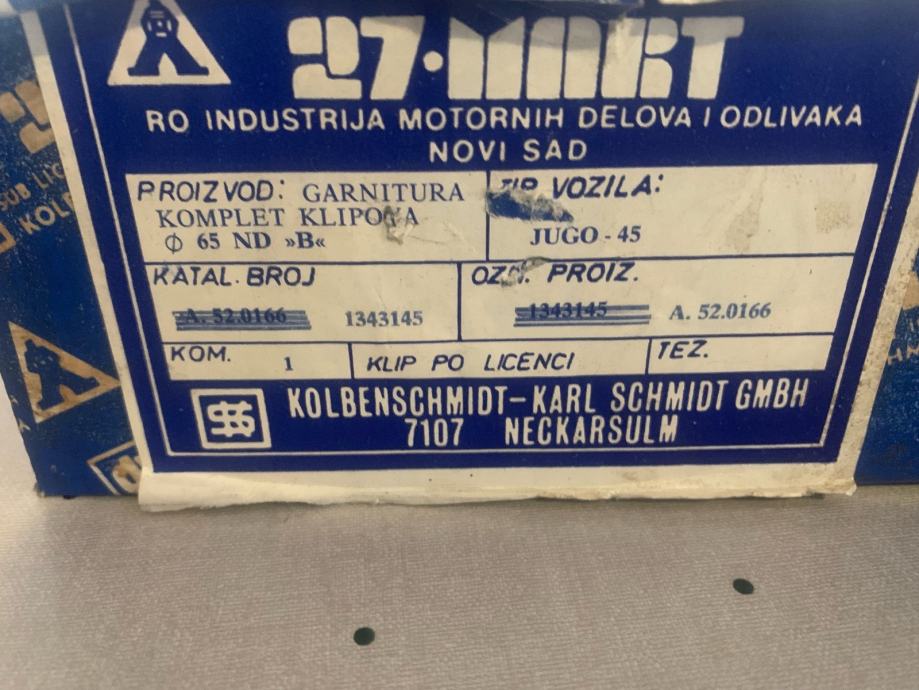 27·MART
RO INDUSTRIJA MOTORNIH DELOVA I ODLIVAKA
NOVI SAD
PROIZVOD: GARNITURA
KOMPLET KLIPOVA
φ 65 ND »B«
TIP VOZILA:
JUGO - 45
KATAL. BROJ
A. 52.0166 1343145
OZN. PROIZ.
1343145 A. 52.0166
KOM. 1
KLIP PO LICENCI
TEZ.
KOLBENSCHMIDT-KARL SCHMIDT GMBH
7107 NECKARSULM